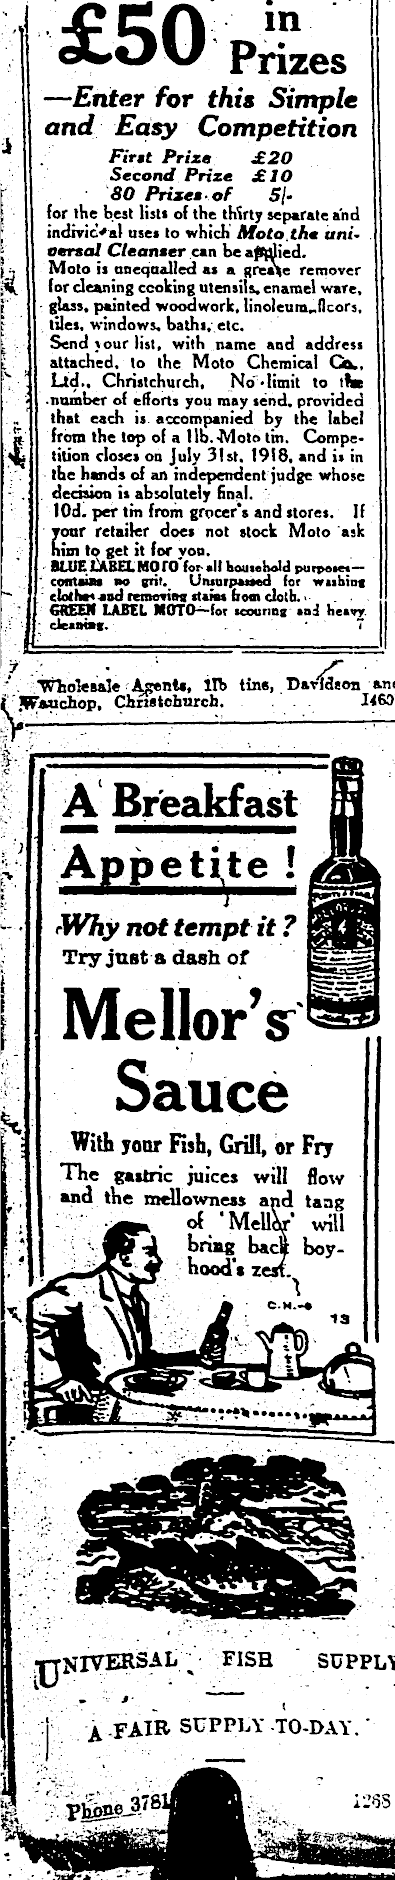 £50 in
Prizes
—Enter for this Simple
and Easy Competition
First Prize £20
Second Prize £10
80 Prizes of 5/-
for the best lists of the thirty separate and
individual uses to which Moto the uni-
versal Cleanser can be applied.
Moto is unequalled as a grease remover
for cleaning cooking utensils, enamel ware,
glass, painted woodwork, linoleum, floors,
tiles, windows, baths, etc.
Send your list, with name and address
attached, to the Moto Chemical Co.,
Ltd., Christchurch, No limit to the
number of efforts you may send, provided
that each is accompanied by the label
from the top of a 1lb. Moto tin. Compe-
tition closes on July 31st, 1918, and is in
the hands of an independent judge whose
decision is absolutely final.
10d. per tin from grocer's and stores. If
your retailer does not stock Moto ask
him to get it for you.
BLUE LABEL MOTO for all household purposes—
contains no grit. Unsurpassed for washing
clothes and removing stains from cloth.
GREEN LABEL MOTO—for scouring and heavy
cleaning. 7
Wholesale Agents, 1lb tins, Davidson and
Wauchop, Christchurch. 1460
A Breakfast
Appetite!
Why not tempt it?
Try just a dash of
Mellor's
Sauce
With your Fish, Grill, or Fry
The gastric juices will flow
and the mellowness and tang
of 'Mellor' will
bring back boy-
hood's zest.
C.H.-8
13
UNIVERSAL FISH SUPPLY
A FAIR SUPPLY TO-DAY.
Phone 3781 1268